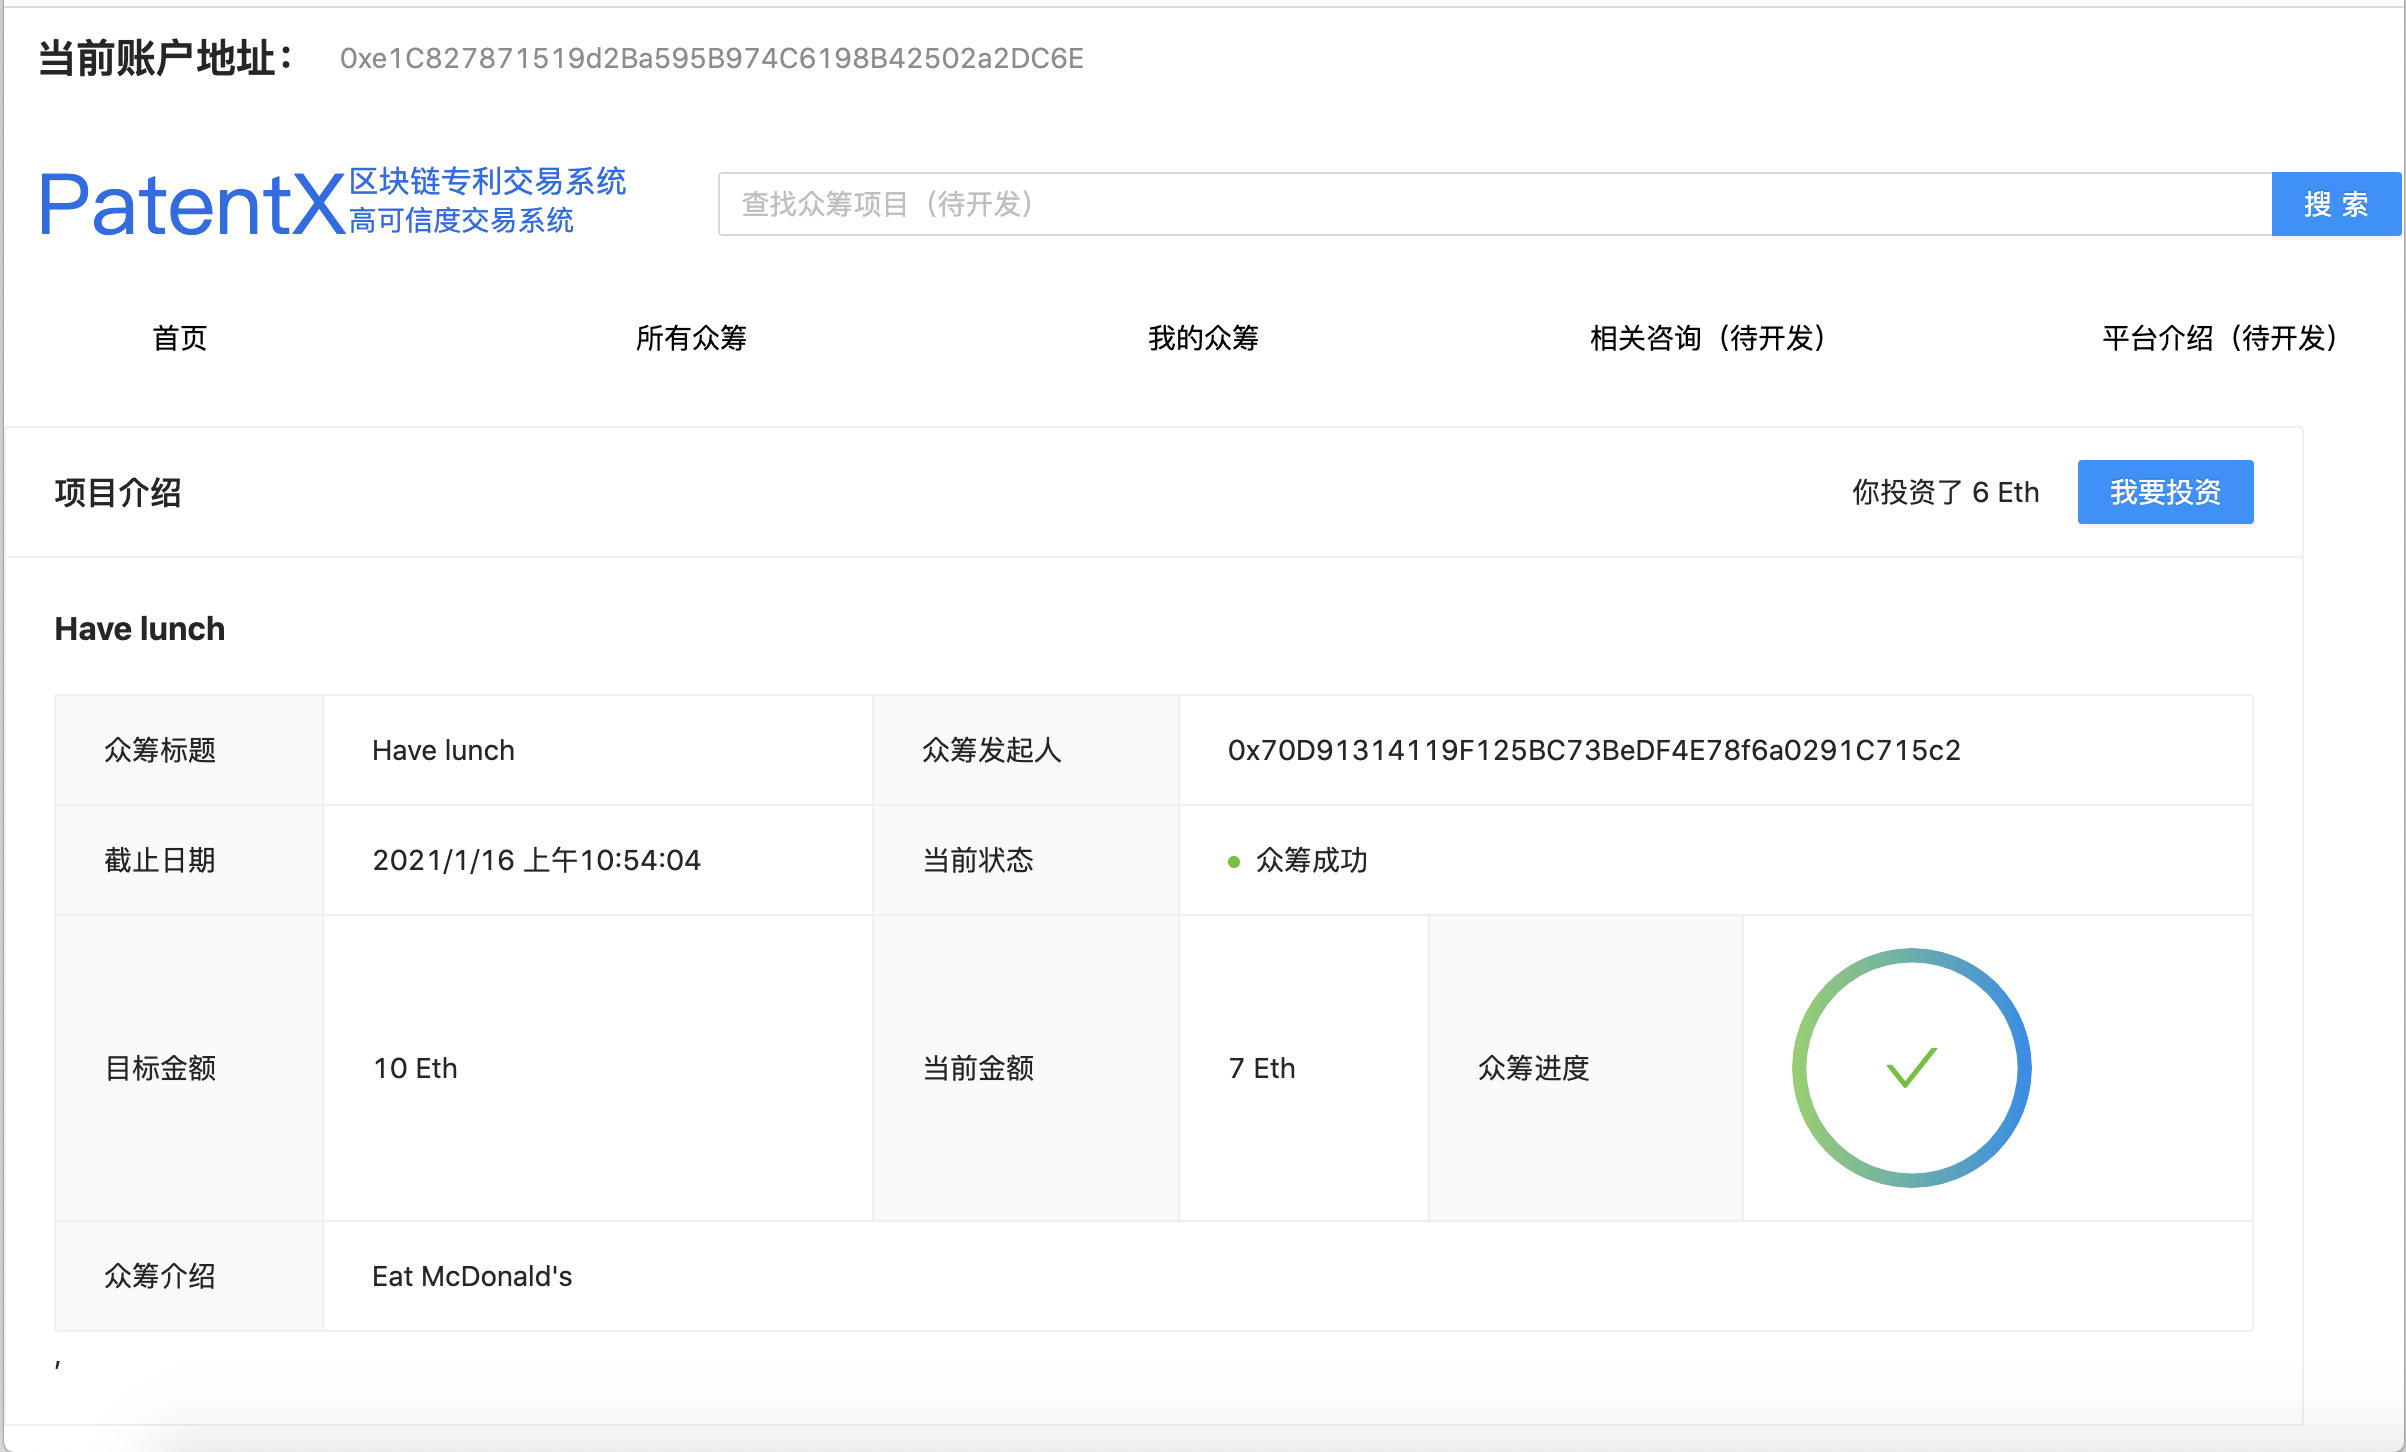 当前账户地址： 0xe1C827871519d2Ba595B974C6198B42502a2DC6E
PatentX
区块链专利交易系统
高可信度交易系统
查找众筹项目（待开发） 搜 索
首页 所有众筹 我的众筹 相关咨询（待开发） 平台介绍（待开发）
项目介绍 你投资了 6 Eth 我要投资
Have lunch
众筹标题 Have lunch 众筹发起人 0x70D91314119F125BC73BeDF4E78f6a0291C715c2
截止日期 2021/1/16 上午10:54:04 当前状态 众筹成功
目标金额 10 Eth 当前金额 7 Eth 众筹进度
众筹介绍 Eat McDonald's
,